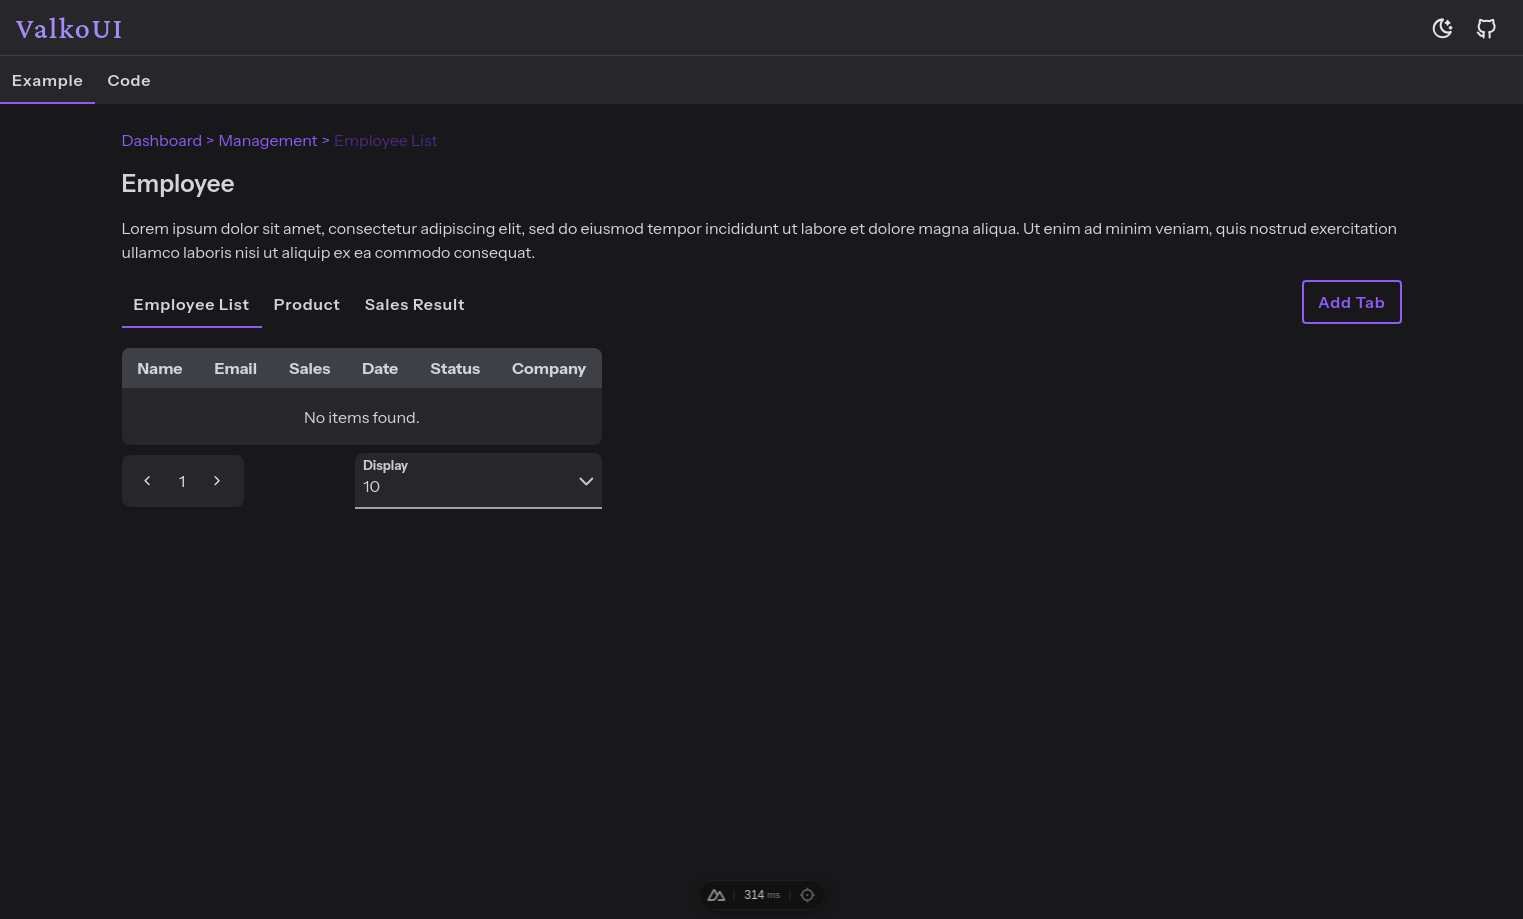 ValkoUI
Example Code
Dashboard > Management > Employee List
Employee
Lorem ipsum dolor sit amet, consectetur adipiscing elit, sed do eiusmod tempor incididunt ut labore et dolore magna aliqua. Ut enim ad minim veniam, quis nostrud exercitation
ullamco laboris nisi ut aliquip ex ea commodo consequat.
Employee List Product Sales Result Add Tab
Name Email Sales Date Status Company
No items found.
1
Display
10
314 ms